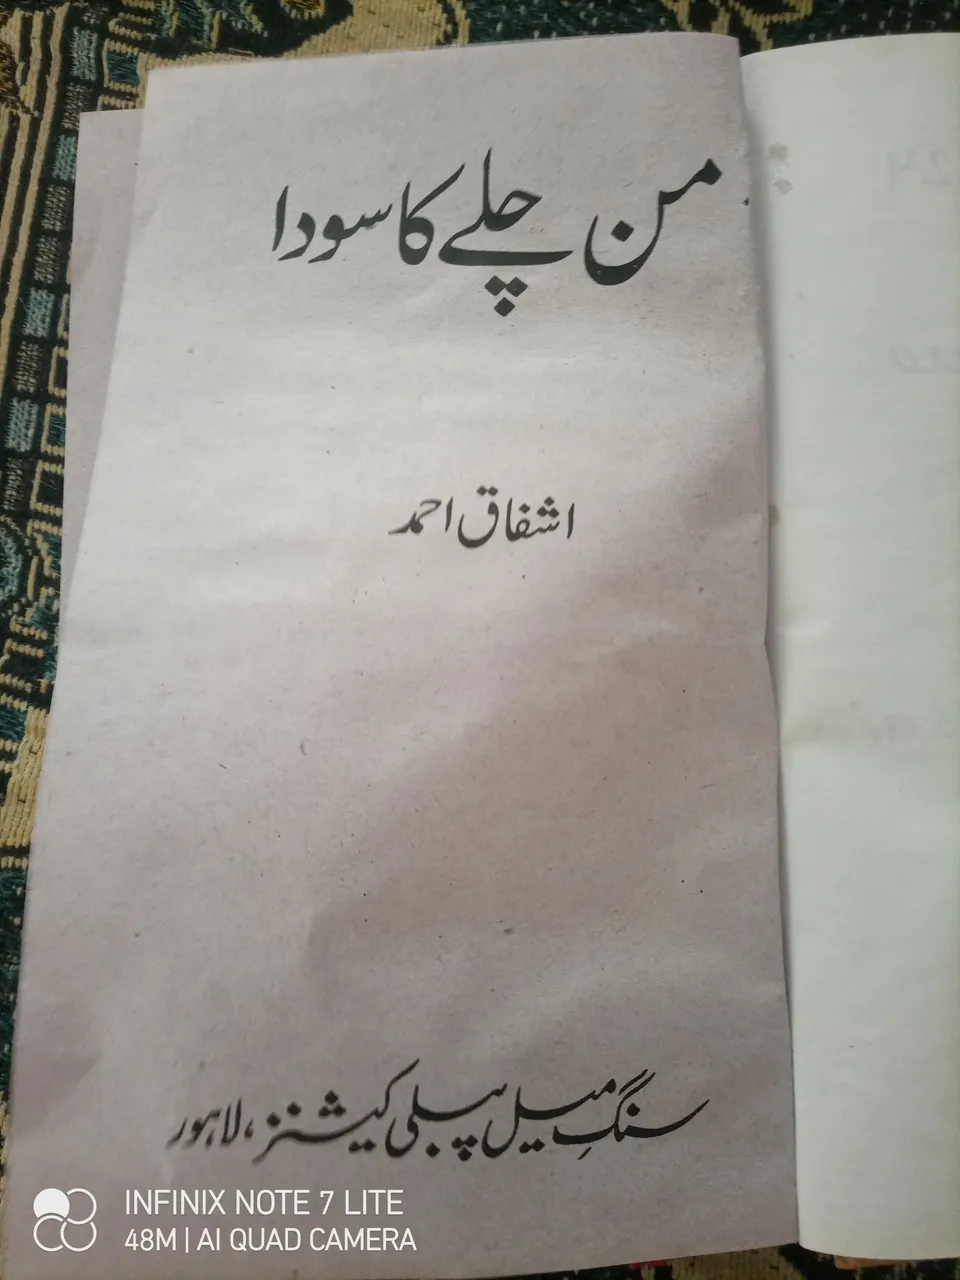 من چلے کا سودا
اشفاق احمد
سنگِ میل پبلی کیشنز، لاہور
INFINIX NOTE 7 LITE
48M | AI QUAD CAMERA